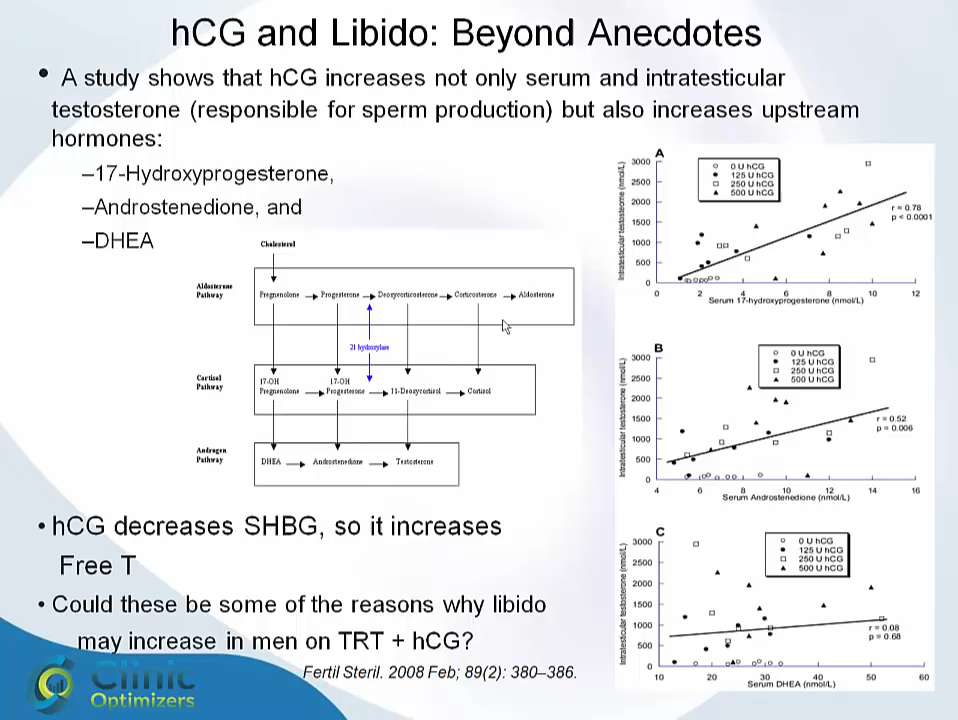 hCG and Libido: Beyond Anecdotes
• A study shows that hCG increases not only serum and intratesticular
testosterone (responsible for sperm production) but also increases upstream
hormones:
–17-Hydroxyprogesterone,
–Androstenedione, and
–DHEA
Cholesterol
Aldosterone
Pathway
Pregnenolone Progesterone Deoxycorticosterone Corticosterone Aldosterone
21 hydroxylase
Cortisol
Pathway
17-OH
Pregnenolone
17-OH
Progesterone
11-Deoxycortisol
Cortisol
Androgen
Pathway
DHEA Androstenedione Testosterone
A
Intratesticular testosterone (nmol/L)
3000
2500
2000
1500
1000
500
0
0 U hCG
125 U hCG
250 U hCG
500 U hCG
r = 0.78
p < 0.0001
0 2 4 6 8 10 12
Serum 17-hydroxyprogesterone (nmol/L)
B
Intratesticular testosterone (nmol/L)
3000
2500
2000
1500
1000
500
0
0 U hCG
125 U hCG
250 U hCG
500 U hCG
r = 0.52
p = 0.006
4 6 8 10 12 14 16
Serum Androstenedione (nmol/L)
C
Intratesticular testosterone (nmol/L)
3000
2500
2000
1500
1000
500
0
0 U hCG
125 U hCG
250 U hCG
500 U hCG
r = 0.08
p = 0.68
10 20 30 40 50 60
Serum DHEA (nmol/L)
• hCG decreases SHBG, so it increases
Free T
• Could these be some of the reasons why libido
may increase in men on TRT + hCG?
Fertil Steril. 2008 Feb; 89(2): 380–386.
Clinic
Optimizers